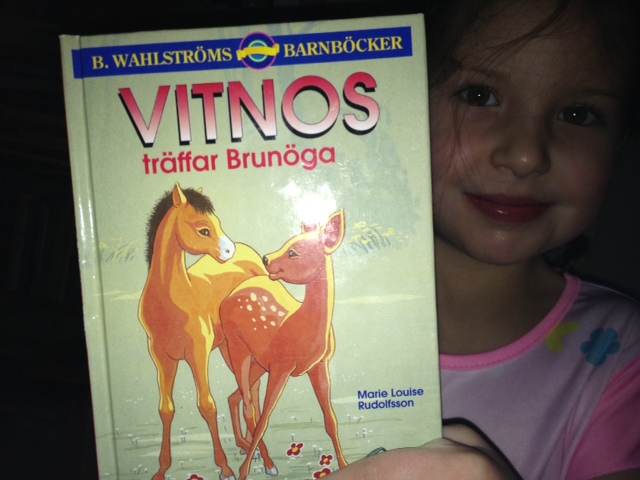 B. WAHLSTRÖMS BARNBÖCKER
VITNOS
träffar Brunöga
Marie Louise
Rudolfsson